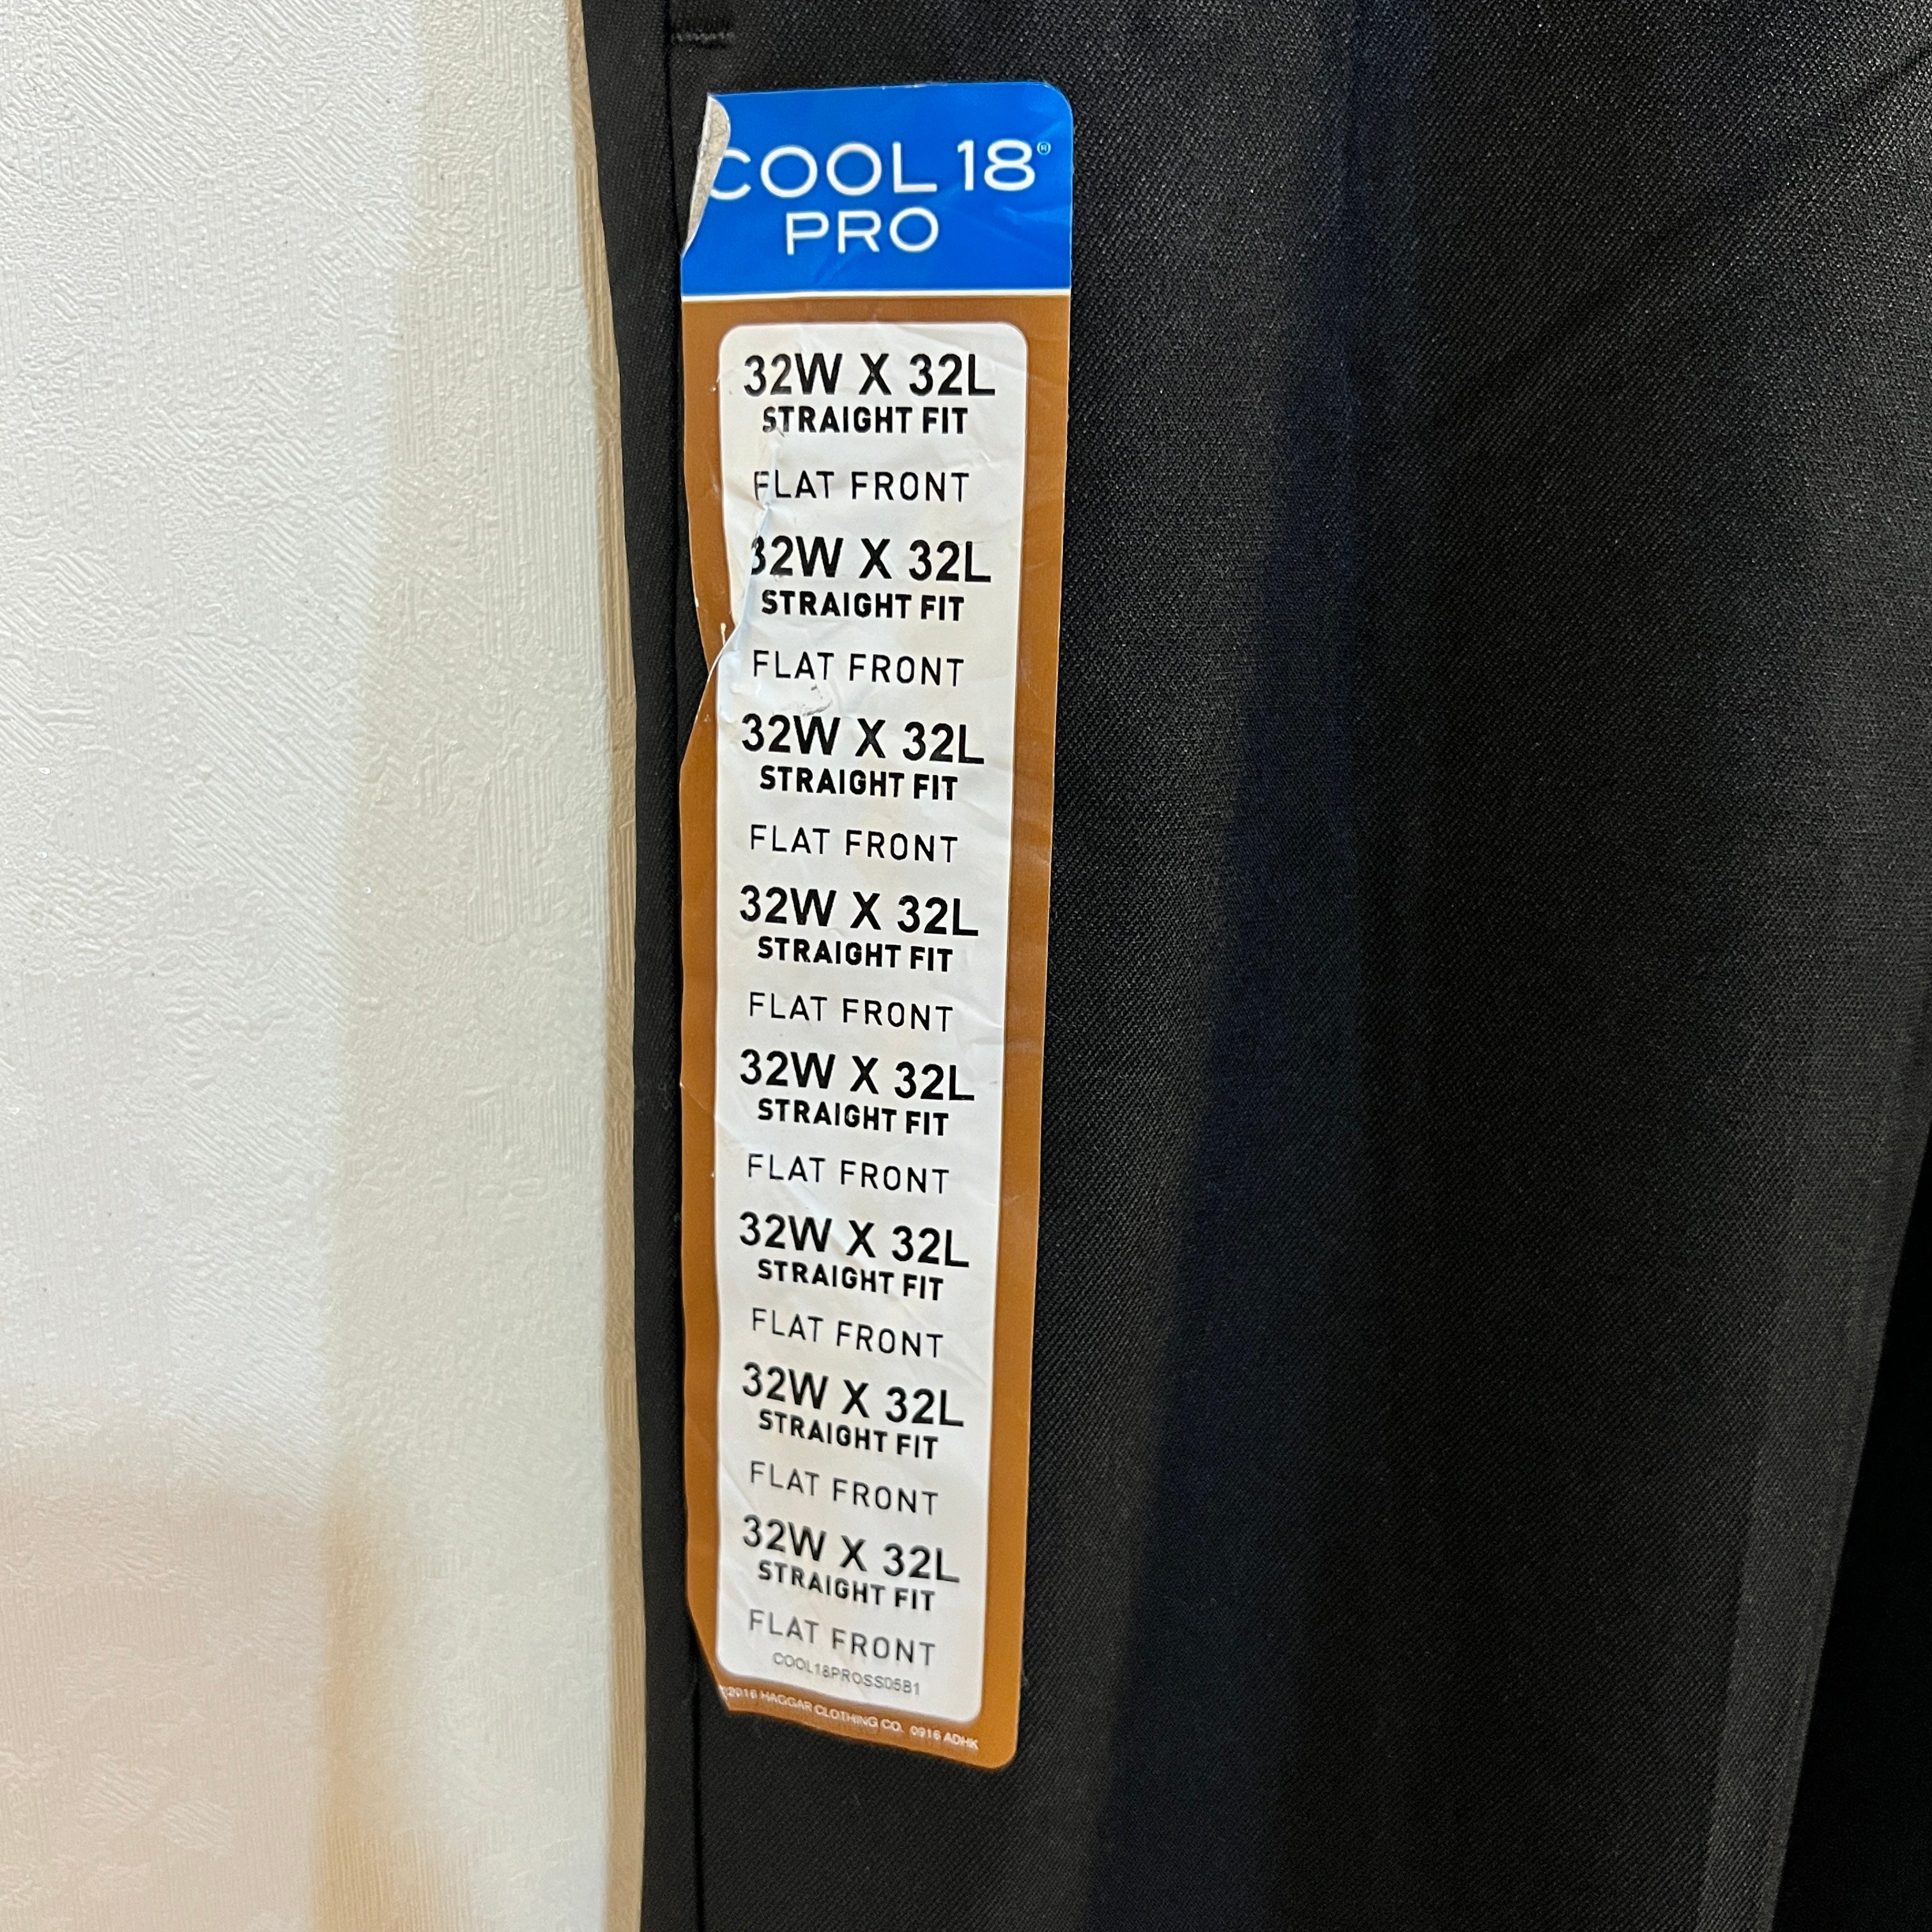 COOL 18®
PRO
32W X 32L
STRAIGHT FIT
FLAT FRONT
32W X 32L
STRAIGHT FIT
FLAT FRONT
32W X 32L
STRAIGHT FIT
FLAT FRONT
32W X 32L
STRAIGHT FIT
FLAT FRONT
32W X 32L
STRAIGHT FIT
FLAT FRONT
32W X 32L
STRAIGHT FIT
FLAT FRONT
32W X 32L
STRAIGHT FIT
FLAT FRONT
32W X 32L
STRAIGHT FIT
FLAT FRONT
COOL18PROSS05B1
©2016 HAGGAR CLOTHING CO. 0916 ADHK